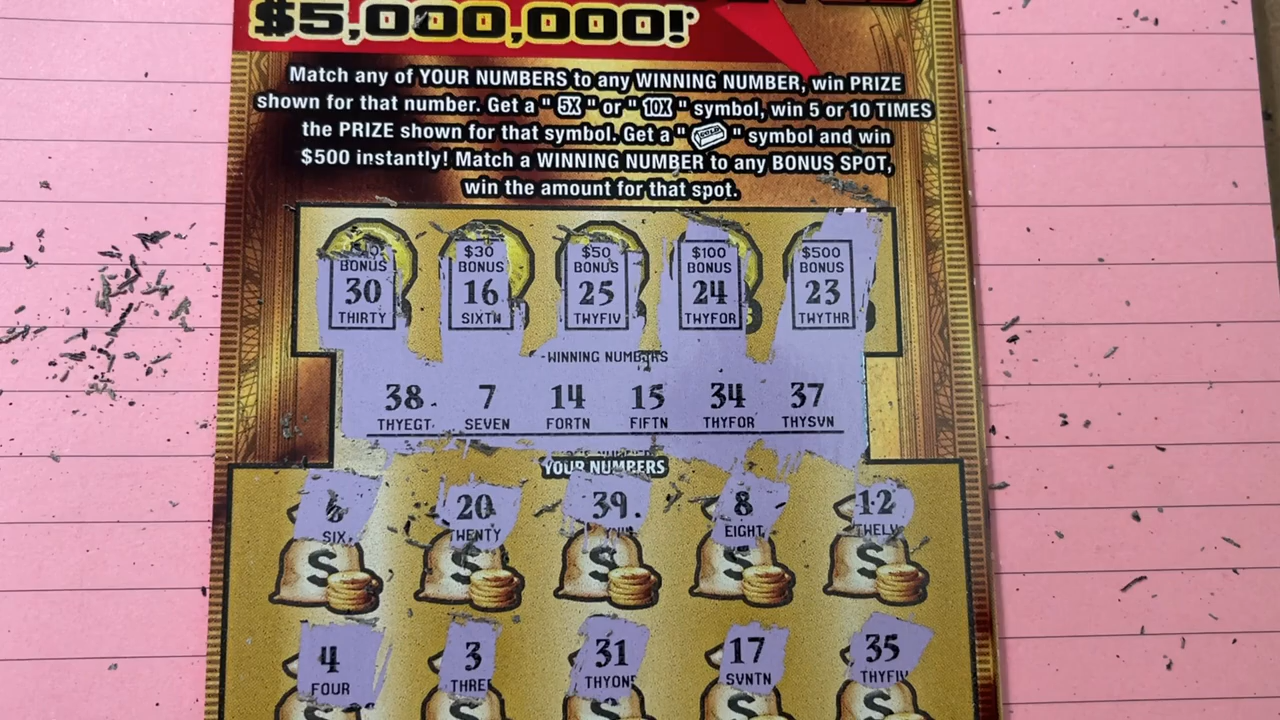 $5,000,000!
Match any of YOUR NUMBERS to any WINNING NUMBER, win PRIZE
shown for that number. Get a " 5X " or " 10X " symbol, win 5 or 10 TIMES
the PRIZE shown for that symbol. Get a " GOLD " symbol and win
$500 instantly! Match a WINNING NUMBER to any BONUS SPOT,
win the amount for that spot.
$30 $50 $100 $500
BONUS BONUS BONUS BONUS BONUS
30 16 25 24 23
THIRTY SIXTN TWYFIV TWYFOR TWYTHR
WINNING NUMBERS
38 7 14 15 34 37
THYEGT SEVEN FORTN FIFTN THYFOR THYSVN
YOUR NUMBERS
6 20 39 8 12
SIX TWENTY EIGHT TWELV
$ $ $ $ $
4 3 31 17 35
FOUR THREE THYONE SVNTN THYFIV